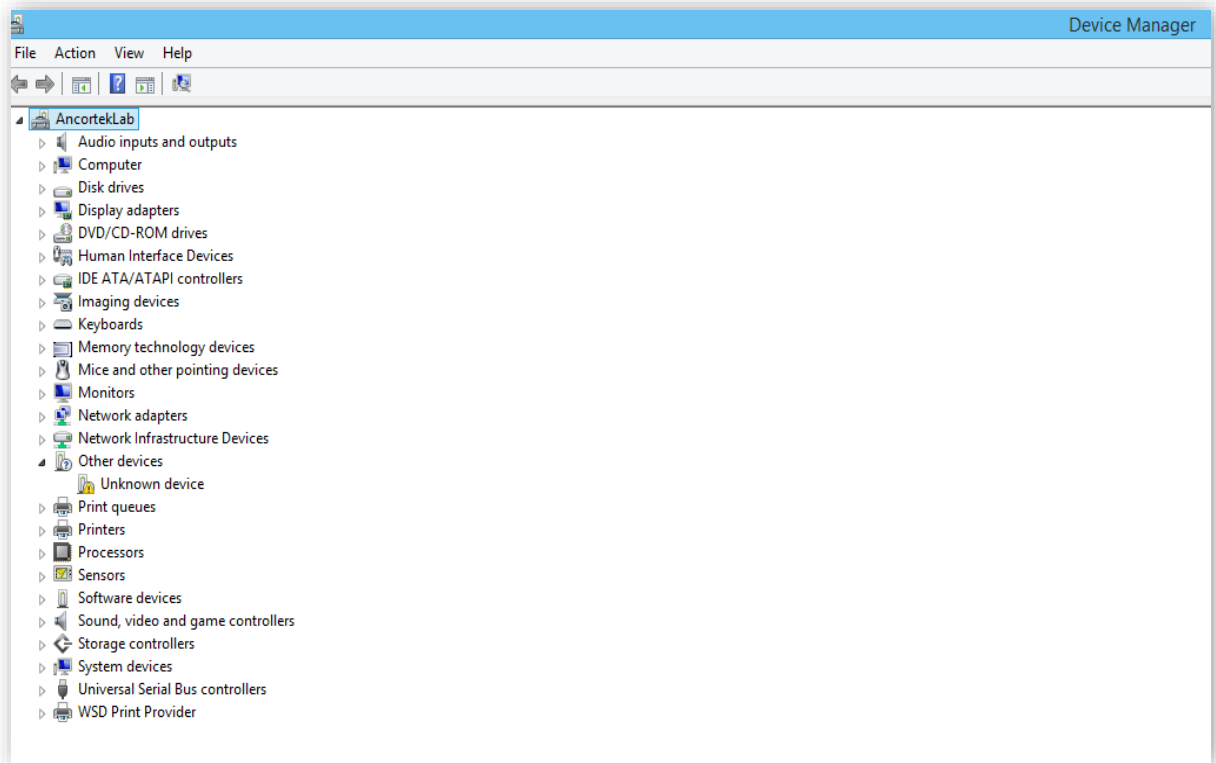 Device Manager
File Action View Help
AncortekLab
Audio inputs and outputs
Computer
Disk drives
Display adapters
DVD/CD-ROM drives
Human Interface Devices
IDE ATA/ATAPI controllers
Imaging devices
Keyboards
Memory technology devices
Mice and other pointing devices
Monitors
Network adapters
Network Infrastructure Devices
Other devices
Unknown device
Print queues
Printers
Processors
Sensors
Software devices
Sound, video and game controllers
Storage controllers
System devices
Universal Serial Bus controllers
WSD Print Provider